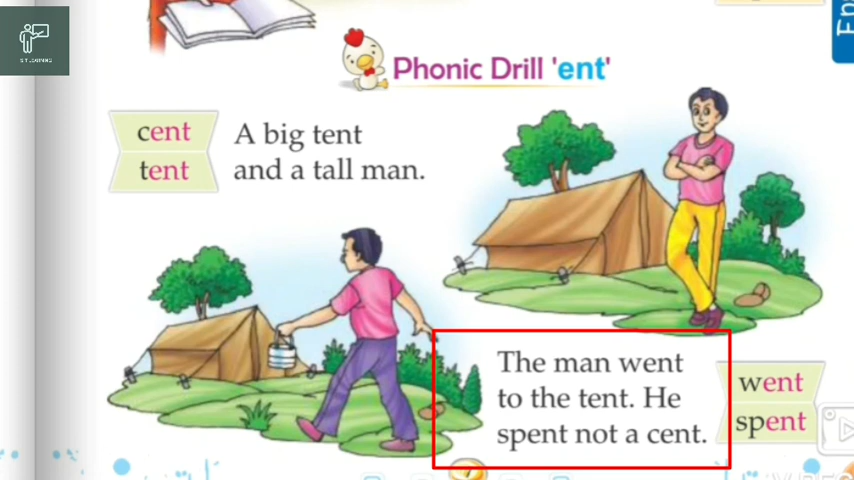 Phonic Drill 'ent'
cent
tent
A big tent
and a tall man.
The man went
to the tent. He
spent not a cent.
went
spent